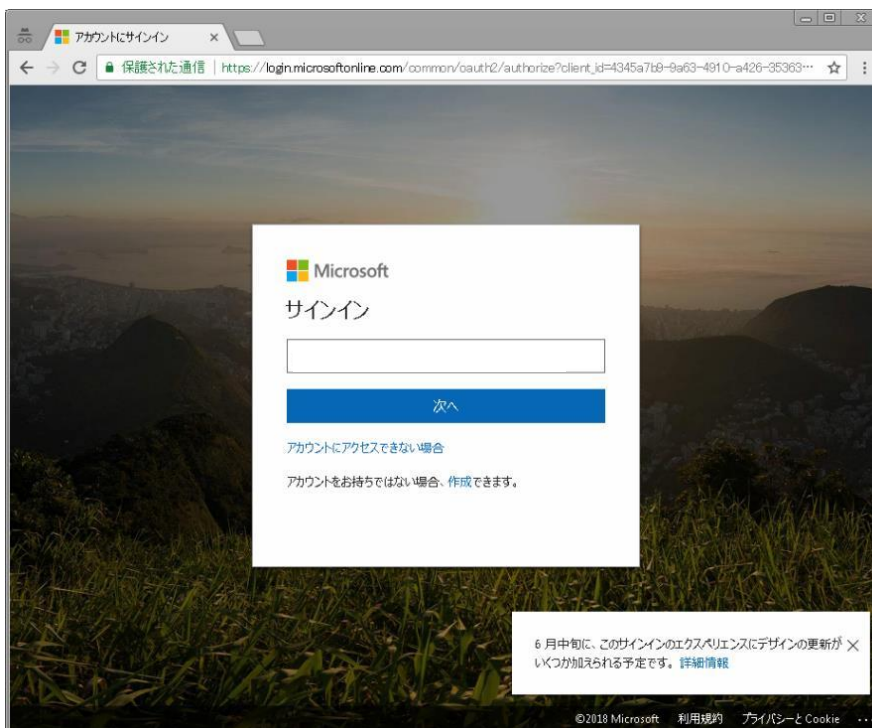 アカウントにサインイン
保護された通信 | https://login.microsoftonline.com/common/oauth2/authorize?client_id=4345a7b9-9a63-4910-a426-35363…
Microsoft
サインイン
次へ
アカウントにアクセスできない場合
アカウントをお持ちではない場合、作成できます。
6 月中旬に、このサインインのエクスペリエンスにデザインの更新が
いくつか加えられる予定です。詳細情報
©2018 Microsoft 利用規約 プライバシーと Cookie ...